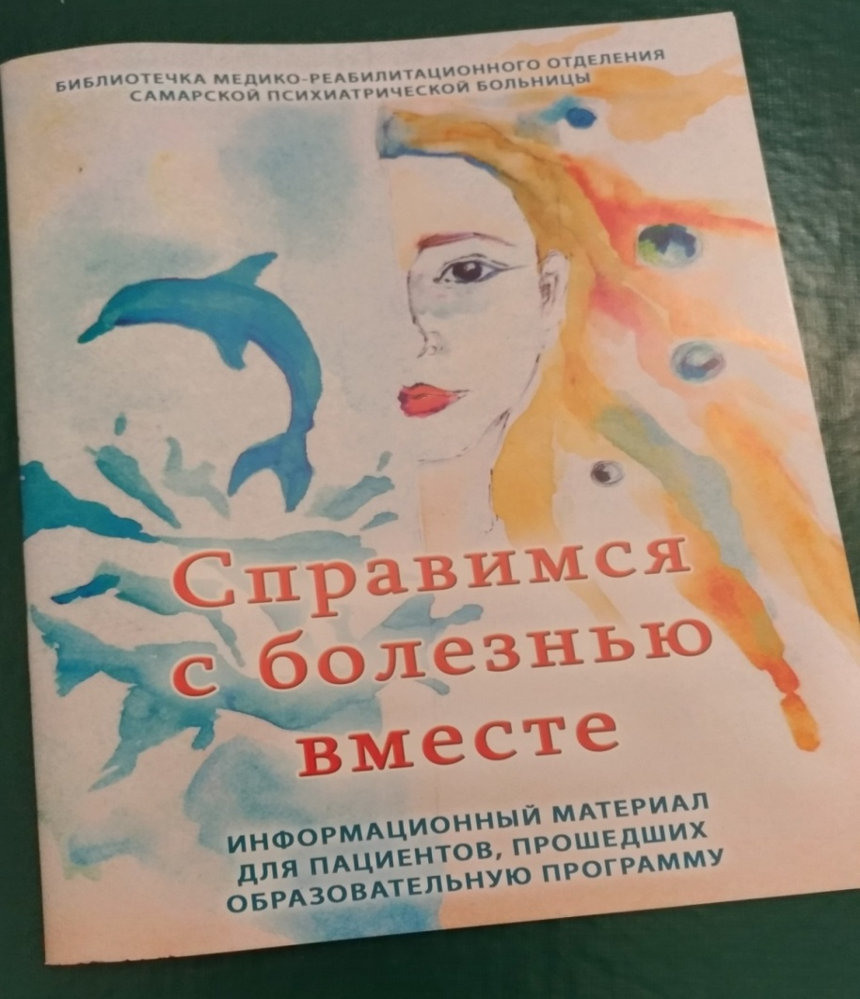 БИБЛИОТЕЧКА МЕДИКО-РЕАБИЛИТАЦИОННОГО ОТДЕЛЕНИЯ
САМАРСКОЙ ПСИХИАТРИЧЕСКОЙ БОЛЬНИЦЫ
Справимся
с болезнью
вместе
ИНФОРМАЦИОННЫЙ МАТЕРИАЛ
ДЛЯ ПАЦИЕНТОВ, ПРОШЕДШИХ
ОБРАЗОВАТЕЛЬНУЮ ПРОГРАММУ